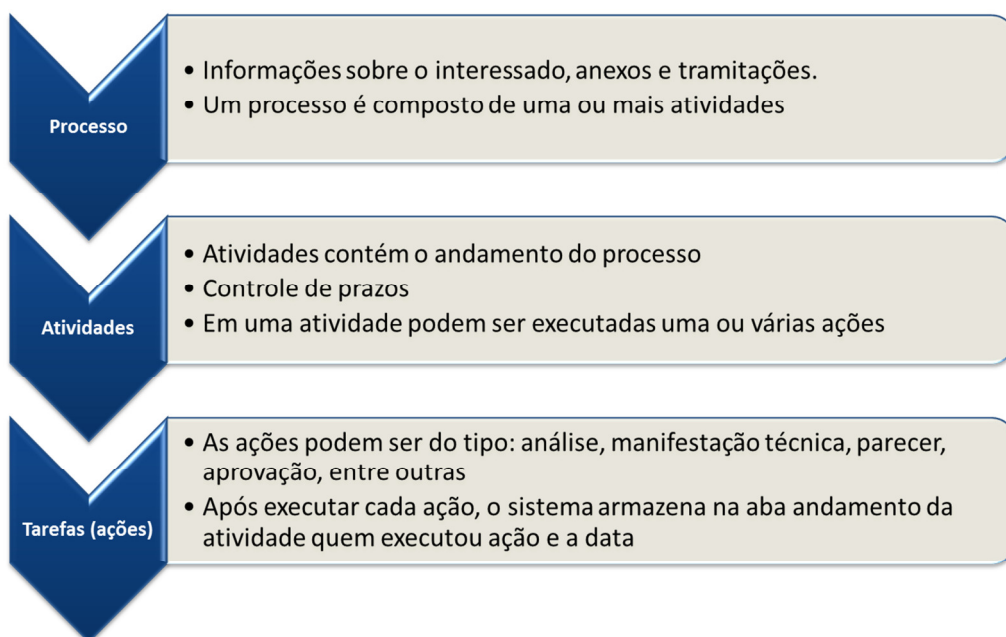 Processo
• Informações sobre o interessado, anexos e tramitações.
• Um processo é composto de uma ou mais atividades
Atividades
• Atividades contém o andamento do processo
• Controle de prazos
• Em uma atividade podem ser executadas uma ou várias ações
Tarefas (ações)
• As ações podem ser do tipo: análise, manifestação técnica, parecer,
aprovação, entre outras
• Após executar cada ação, o sistema armazena na aba andamento da
atividade quem executou ação e a data